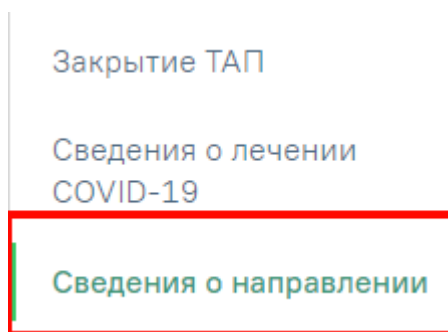 Закрытие ТАП
Сведения о лечении
COVID-19
Сведения о направлении